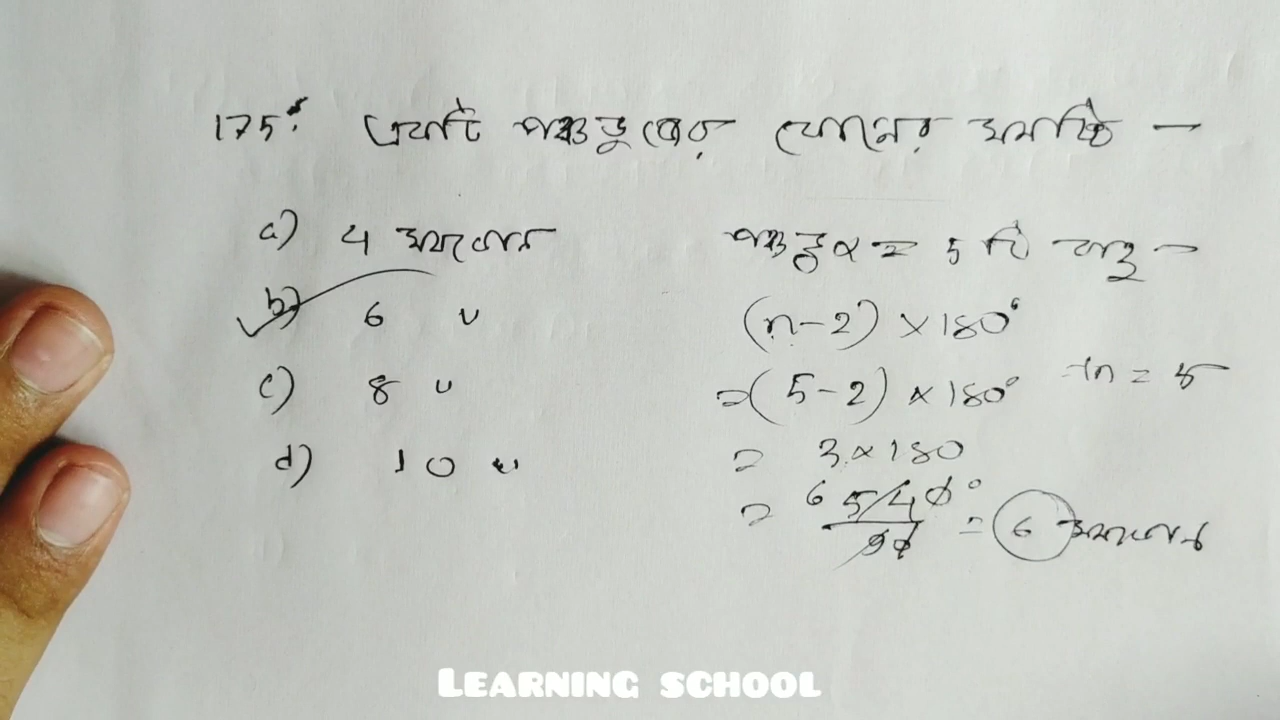 175. একটি পঞ্চভুজের কোনের সমষ্টি —
a) 4 সমকোন
b) 6 "
c) 8 "
d) 10 "
পঞ্চভুজ = 5 টি বাহু —
(n-2) × 180°
= (5-2) × 180° n = 5
= 3 × 180
= 6 540° / 90 = 6 সমকোন
LEARNING SCHOOL